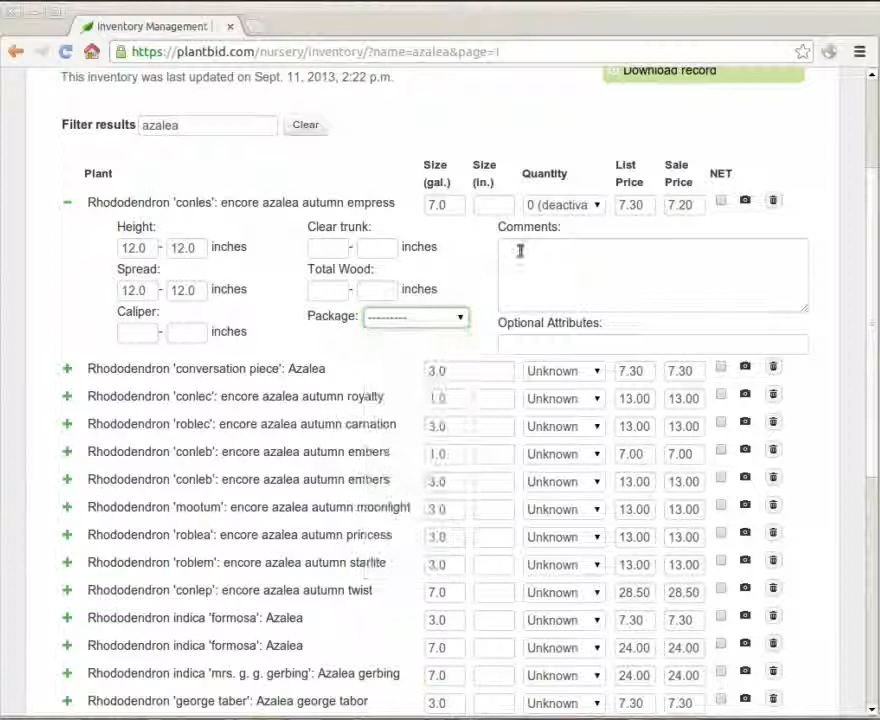 Inventory Management |
https://plantbid.com/nursery/inventory/?name=azalea&page=1
This inventory was last updated on Sept. 11, 2013, 2:22 p.m.
Download record
Filter results azalea Clear
Plant Size (gal.) Size (in.) Quantity List Price Sale Price NET
Rhododendron 'conles': encore azalea autumn empress 7.0 0 (deactiva 7.30 7.20
Height: Clear trunk: Comments:
12.0 - 12.0 inches - inches
Spread: Total Wood:
12.0 - 12.0 inches - inches
Caliper: Package: ---------
- inches Optional Attributes:
Rhododendron 'conversation piece': Azalea 3.0 Unknown 7.30 7.30
Rhododendron 'conlec': encore azalea autumn royalty 1.0 Unknown 13.00 13.00
Rhododendron 'roblec': encore azalea autumn carnation 3.0 Unknown 13.00 13.00
Rhododendron 'conleb': encore azalea autumn embers 1.0 Unknown 7.00 7.00
Rhododendron 'conleb': encore azalea autumn embers 3.0 Unknown 13.00 13.00
Rhododendron 'mootum': encore azalea autumn moonlight 3.0 Unknown 13.00 13.00
Rhododendron 'roblea': encore azalea autumn princess 3.0 Unknown 13.00 13.00
Rhododendron 'roblem': encore azalea autumn starlite 3.0 Unknown 13.00 13.00
Rhododendron 'conlep': encore azalea autumn twist 7.0 Unknown 28.50 28.50
Rhododendron indica 'formosa': Azalea 3.0 Unknown 7.30 7.30
Rhododendron indica 'formosa': Azalea 7.0 Unknown 24.00 24.00
Rhododendron indica 'mrs. g. g. gerbing': Azalea gerbing 7.0 Unknown 24.00 24.00
Rhododendron 'george taber': Azalea george tabor 3.0 Unknown 7.30 7.30